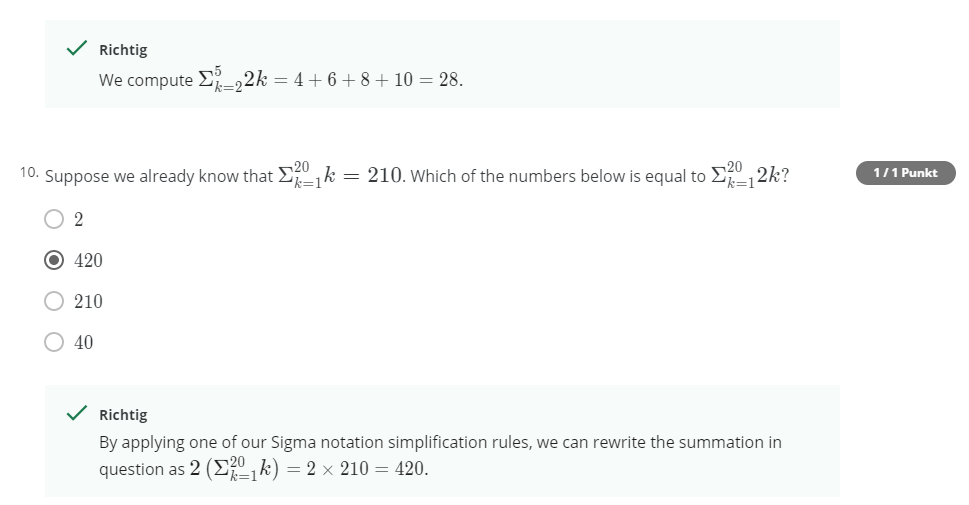 Richtig
We compute Σ⁵ₖ₌₂2k = 4 + 6 + 8 + 10 = 28.
10. Suppose we already know that Σ²⁰ₖ₌₁k = 210. Which of the numbers below is equal to Σ²⁰ₖ₌₁2k?
1 / 1 Punkt
2
420
210
40
Richtig
By applying one of our Sigma notation simplification rules, we can rewrite the summation in
question as 2 (Σ²⁰ₖ₌₁k) = 2 × 210 = 420.